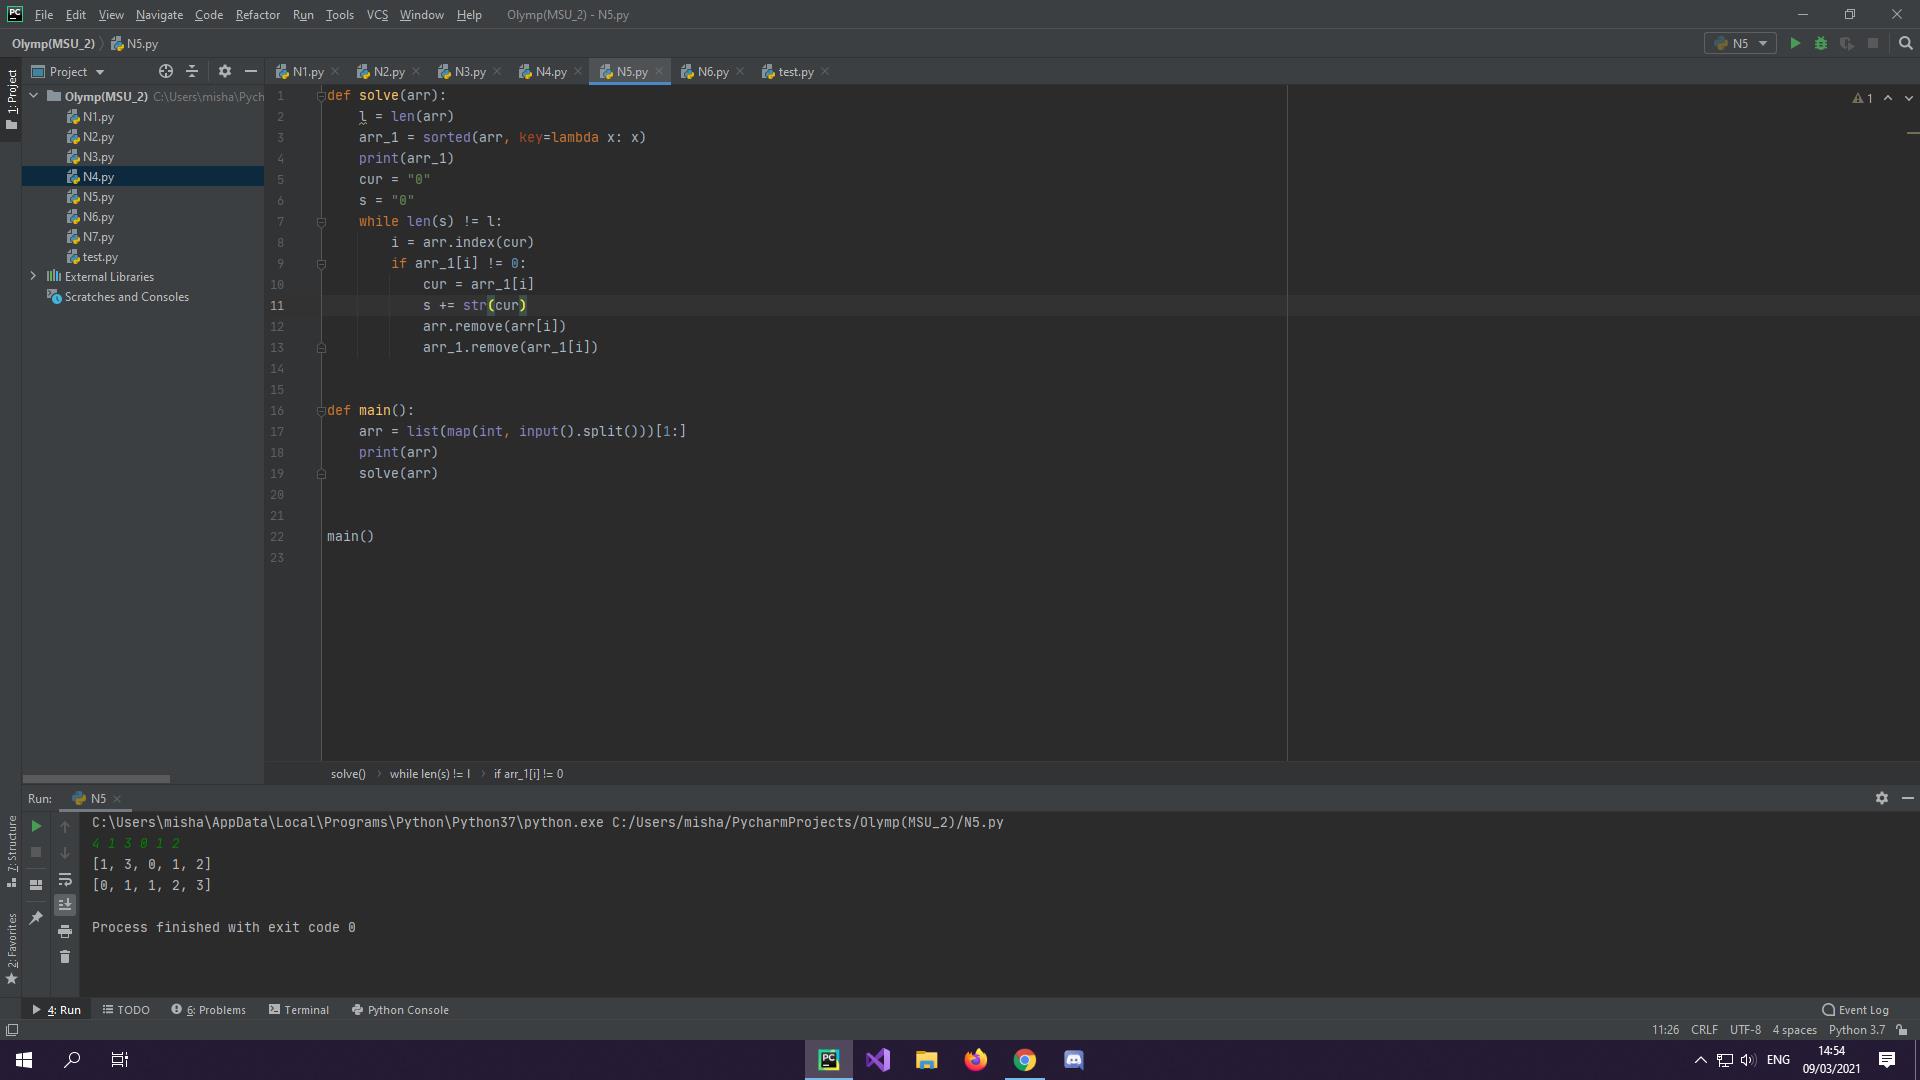 PC File Edit View Navigate Code Refactor Run Tools VCS Window Help Olymp(MSU_2) - N5.py
Olymp(MSU_2) N5.py N5
1: Project
Project N1.py N2.py N3.py N4.py N5.py N6.py test.py
Olymp(MSU_2) C:\Users\misha\Pych
N1.py
N2.py
N3.py
N4.py
N5.py
N6.py
N7.py
test.py
External Libraries
Scratches and Consoles
1
1 def solve(arr):
2 l = len(arr)
3 arr_1 = sorted(arr, key=lambda x: x)
4 print(arr_1)
5 cur = "0"
6 s = "0"
7 while len(s) != l:
8 i = arr.index(cur)
9 if arr_1[i] != 0:
10 cur = arr_1[i]
11 s += str(cur)
12 arr.remove(arr[i])
13 arr_1.remove(arr_1[i])
14
15
16 def main():
17 arr = list(map(int, input().split()))[1:]
18 print(arr)
19 solve(arr)
20
21
22 main()
23
solve() while len(s) != l if arr_1[i] != 0
Run: N5
7: Structure
2: Favorites
C:\Users\misha\AppData\Local\Programs\Python\Python37\python.exe C:/Users/misha/PycharmProjects/Olymp(MSU_2)/N5.py
4 1 3 0 1 2
[1, 3, 0, 1, 2]
[0, 1, 1, 2, 3]
Process finished with exit code 0
4: Run TODO 6: Problems Terminal Python Console Event Log
11:26 CRLF UTF-8 4 spaces Python 3.7
PC ENG 14:54
09/03/2021